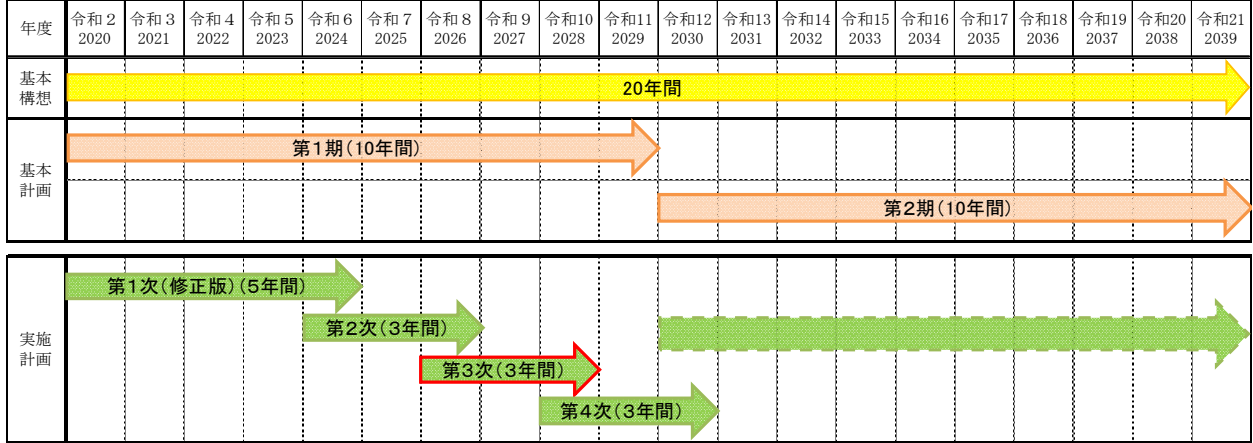 年度 令和２ 令和３ 令和４ 令和５ 令和６ 令和７ 令和８ 令和９ 令和10 令和11 令和12 令和13 令和14 令和15 令和16 令和17 令和18 令和19 令和20 令和21
2020 2021 2022 2023 2024 2025 2026 2027 2028 2029 2030 2031 2032 2033 2034 2035 2036 2037 2038 2039
基本
構想
20年間
基本
計画
第１期（10年間）
第２期（10年間）
実施
計画
第１次（修正版）（5年間）
第２次（３年間）
第３次（３年間）
第４次（３年間）